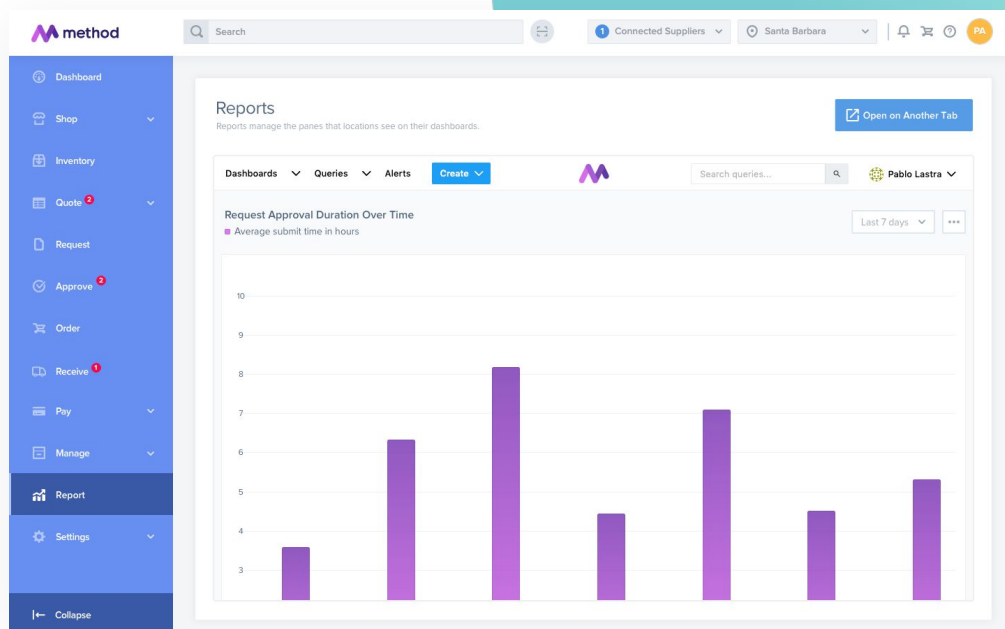 method
Search
1 Connected Suppliers
Santa Barbara
PA
Dashboard
Shop
Inventory
Quote 2
Request
Approve 2
Order
Receive 1
Pay
Manage
Report
Settings
Collapse
Reports
Reports manage the panes that locations see on their dashboards.
Open on Another Tab
Dashboards Queries Alerts Create
Search queries...
Pablo Lastra
Request Approval Duration Over Time
Average submit time in hours
Last 7 days
10
9
8
7
6
5
4
3